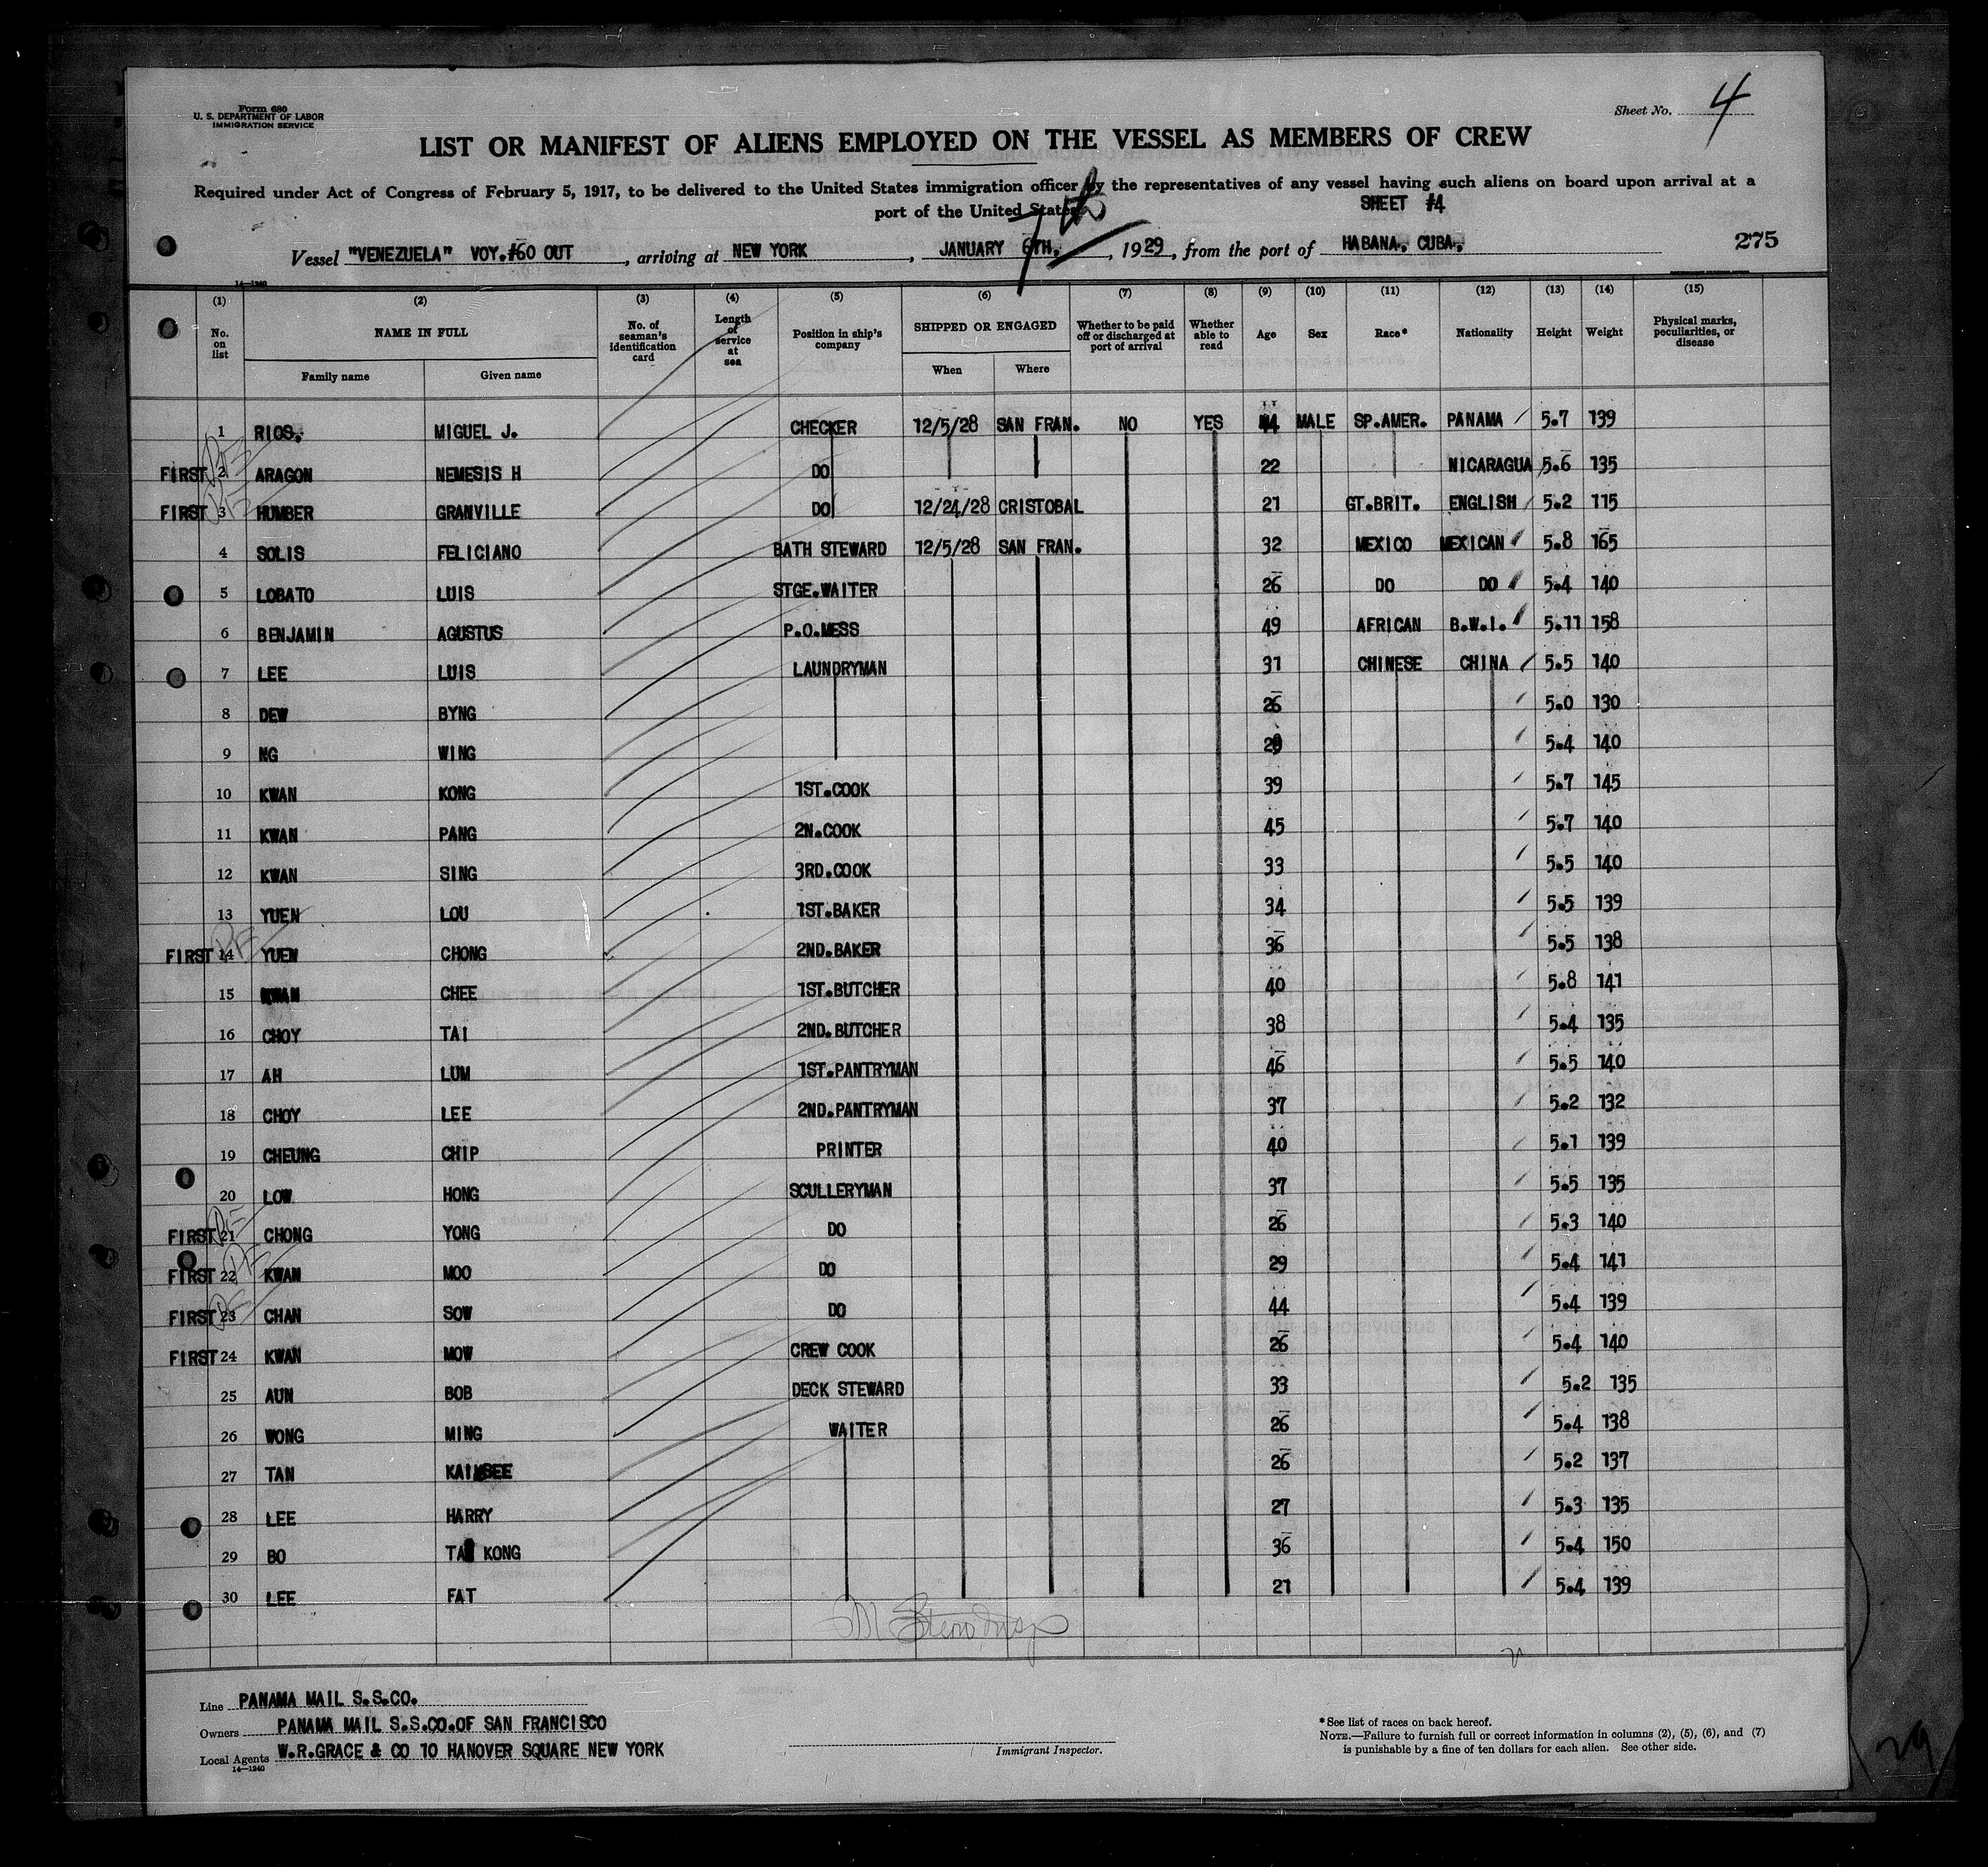 Form 680
U. S. DEPARTMENT OF LABOR
IMMIGRATION SERVICE
Sheet No. 4
LIST OR MANIFEST OF ALIENS EMPLOYED ON THE VESSEL AS MEMBERS OF CREW
Required under Act of Congress of February 5, 1917, to be delivered to the United States immigration officer by the representatives of any vessel having such aliens on board upon arrival at a
port of the United States
SHEET #4
Vessel "VENEZUELA" VOY.#60 OUT, arriving at NEW YORK, JANUARY 6TH, 7th, 1929, from the port of HABANA, CUBA,
275
14—1240
(1) (2) (3) (4) (5) (6) (7) (8) (9) (10) (11) (12) (13) (14) (15)
No. on list NAME IN FULL Family name Given name No. of seaman's identification card Length of service at sea Position in ship's company SHIPPED OR ENGAGED When Where Whether to be paid off or discharged at port of arrival Whether able to read Age Sex Race* Nationality Height Weight Physical marks, peculiarities, or disease
1 RIOS, MIGUEL J. CHECKER 12/5/28 SAN FRAN. NO YES 44 MALE SP.AMER. PANAMA 5.7 139
FIRST 2 ARAGON NEMESIS H DO 22 NICARAGUA 5.6 135
FIRST 3 HUMBER GRANVILLE DO 12/24/28 CRISTOBAL 21 GT.BRIT. ENGLISH 5.2 115
4 SOLIS FELICIANO BATH STEWARD 12/5/28 SAN FRAN. 32 MEXICO MEXICAN 5.8 165
5 LOBATO LUIS STGE.WAITER 26 DO DO 5.4 140
6 BENJAMIN AGUSTUS P.O.MESS 49 AFRICAN B.W.I. 5.11 158
7 LEE LUIS LAUNDRYMAN 31 CHINESE CHINA 5.5 140
8 DEW BYNG 26 5.0 130
9 NG WING 5.4 140
10 KWAN KONG 1ST.COOK 39 5.7 145
11 KWAN PANG 2N.COOK 45 5.7 140
12 KWAN SING 3RD.COOK 33 5.5 140
13 YUEN LOU 1ST.BAKER 34 5.5 139
FIRST 14 YUEN CHONG 2ND.BAKER 36 5.5 138
15 KWAN CHEE 1ST.BUTCHER 40 5.8 141
16 CHOY TAI 2ND.BUTCHER 38 5.4 135
17 AH LUM 1ST.PANTRYMAN 46 5.5 140
18 CHOY LEE 2ND.PANTRYMAN 37 5.2 132
19 CHEUNG CHIP PRINTER 40 5.1 139
20 LOW HONG SCULLERYMAN 37 5.5 135
FIRST 21 CHONG YONG DO 26 5.3 140
FIRST 22 KWAN MOO DO 29 5.4 141
FIRST 23 CHAN SOW DO 44 5.4 139
FIRST 24 KWAN MOW CREW COOK 26 5.4 140
25 AUN BOB DECK STEWARD 33 5.2 135
26 WONG MING WAITER 26 5.4 138
27 TAN 26 5.2 137
28 LEE HARRY 27 5.3 135
29 BO KONG 36 5.4 150
30 LEE FAT 21 5.4 139
Line PANAMA MAIL S.S.CO.
Owners PANAMA MAIL S.S.CO.OF SAN FRANCISCO
Local Agents W.R.GRACE & CO 10 HANOVER SQUARE NEW YORK
14—1240
Immigrant Inspector.
*See list of races on back hereof.
NOTE.—Failure to furnish full or correct information in columns (2), (5), (6), and (7)
is punishable by a fine of ten dollars for each alien. See other side.
29